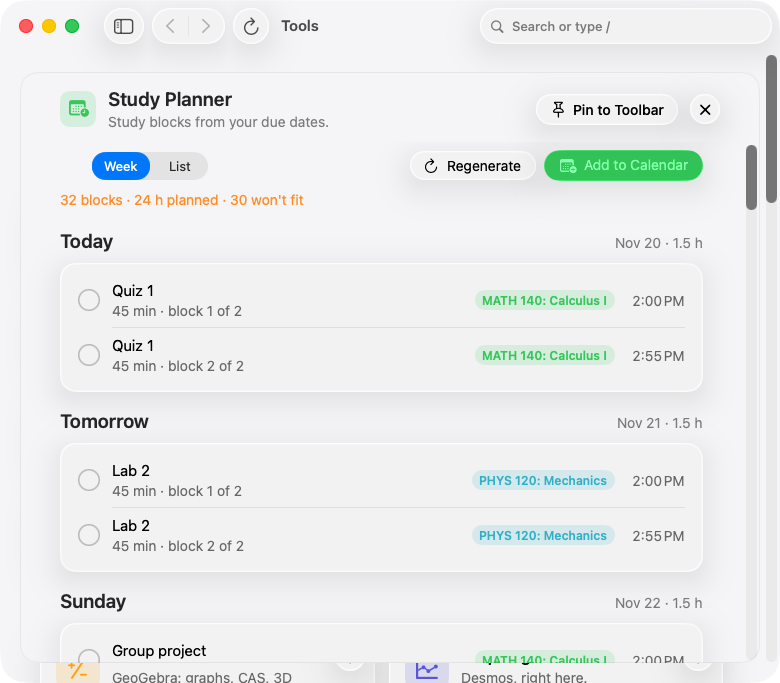 Tools
Search or type /
Study Planner
Study blocks from your due dates.
Pin to Toolbar
Week
List
Regenerate
Add to Calendar
32 blocks · 24 h planned · 30 won't fit
Today
Nov 20 · 1.5 h
Quiz 1
45 min · block 1 of 2
MATH 140: Calculus I
2:00 PM
Quiz 1
45 min · block 2 of 2
MATH 140: Calculus I
2:55 PM
Tomorrow
Nov 21 · 1.5 h
Lab 2
45 min · block 1 of 2
PHYS 120: Mechanics
2:00 PM
Lab 2
45 min · block 2 of 2
PHYS 120: Mechanics
2:55 PM
Sunday
Nov 22 · 1.5 h
Group project
MATH 140: Calculus I
2:00 PM
GeoGebra: graphs, CAS, 3D
Desmos, right here.